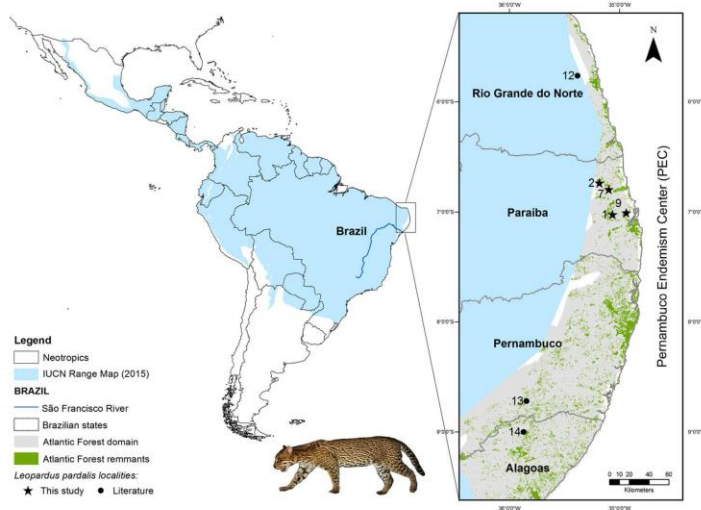 Brazil
Legend
Neotropics
IUCN Range Map (2015)
BRAZIL
São Francisco River
Brazilian states
Atlantic Forest domain
Atlantic Forest remnants
Leopardus pardalis localities:
This study
Literature
36°0'0"W
35°0'0"W
N
12
Rio Grande do Norte
6°0'0"S
6°0'0"S
2
7
9
1
Paraíba
7°0'0"S
7°0'0"S
Pernambuco
8°0'0"S
8°0'0"S
13
14
9°0'0"S
9°0'0"S
Alagoas
0 10 20 40 60
Kilometers
36°0'0"W
35°0'0"W
Pernambuco Endemism Center (PEC)